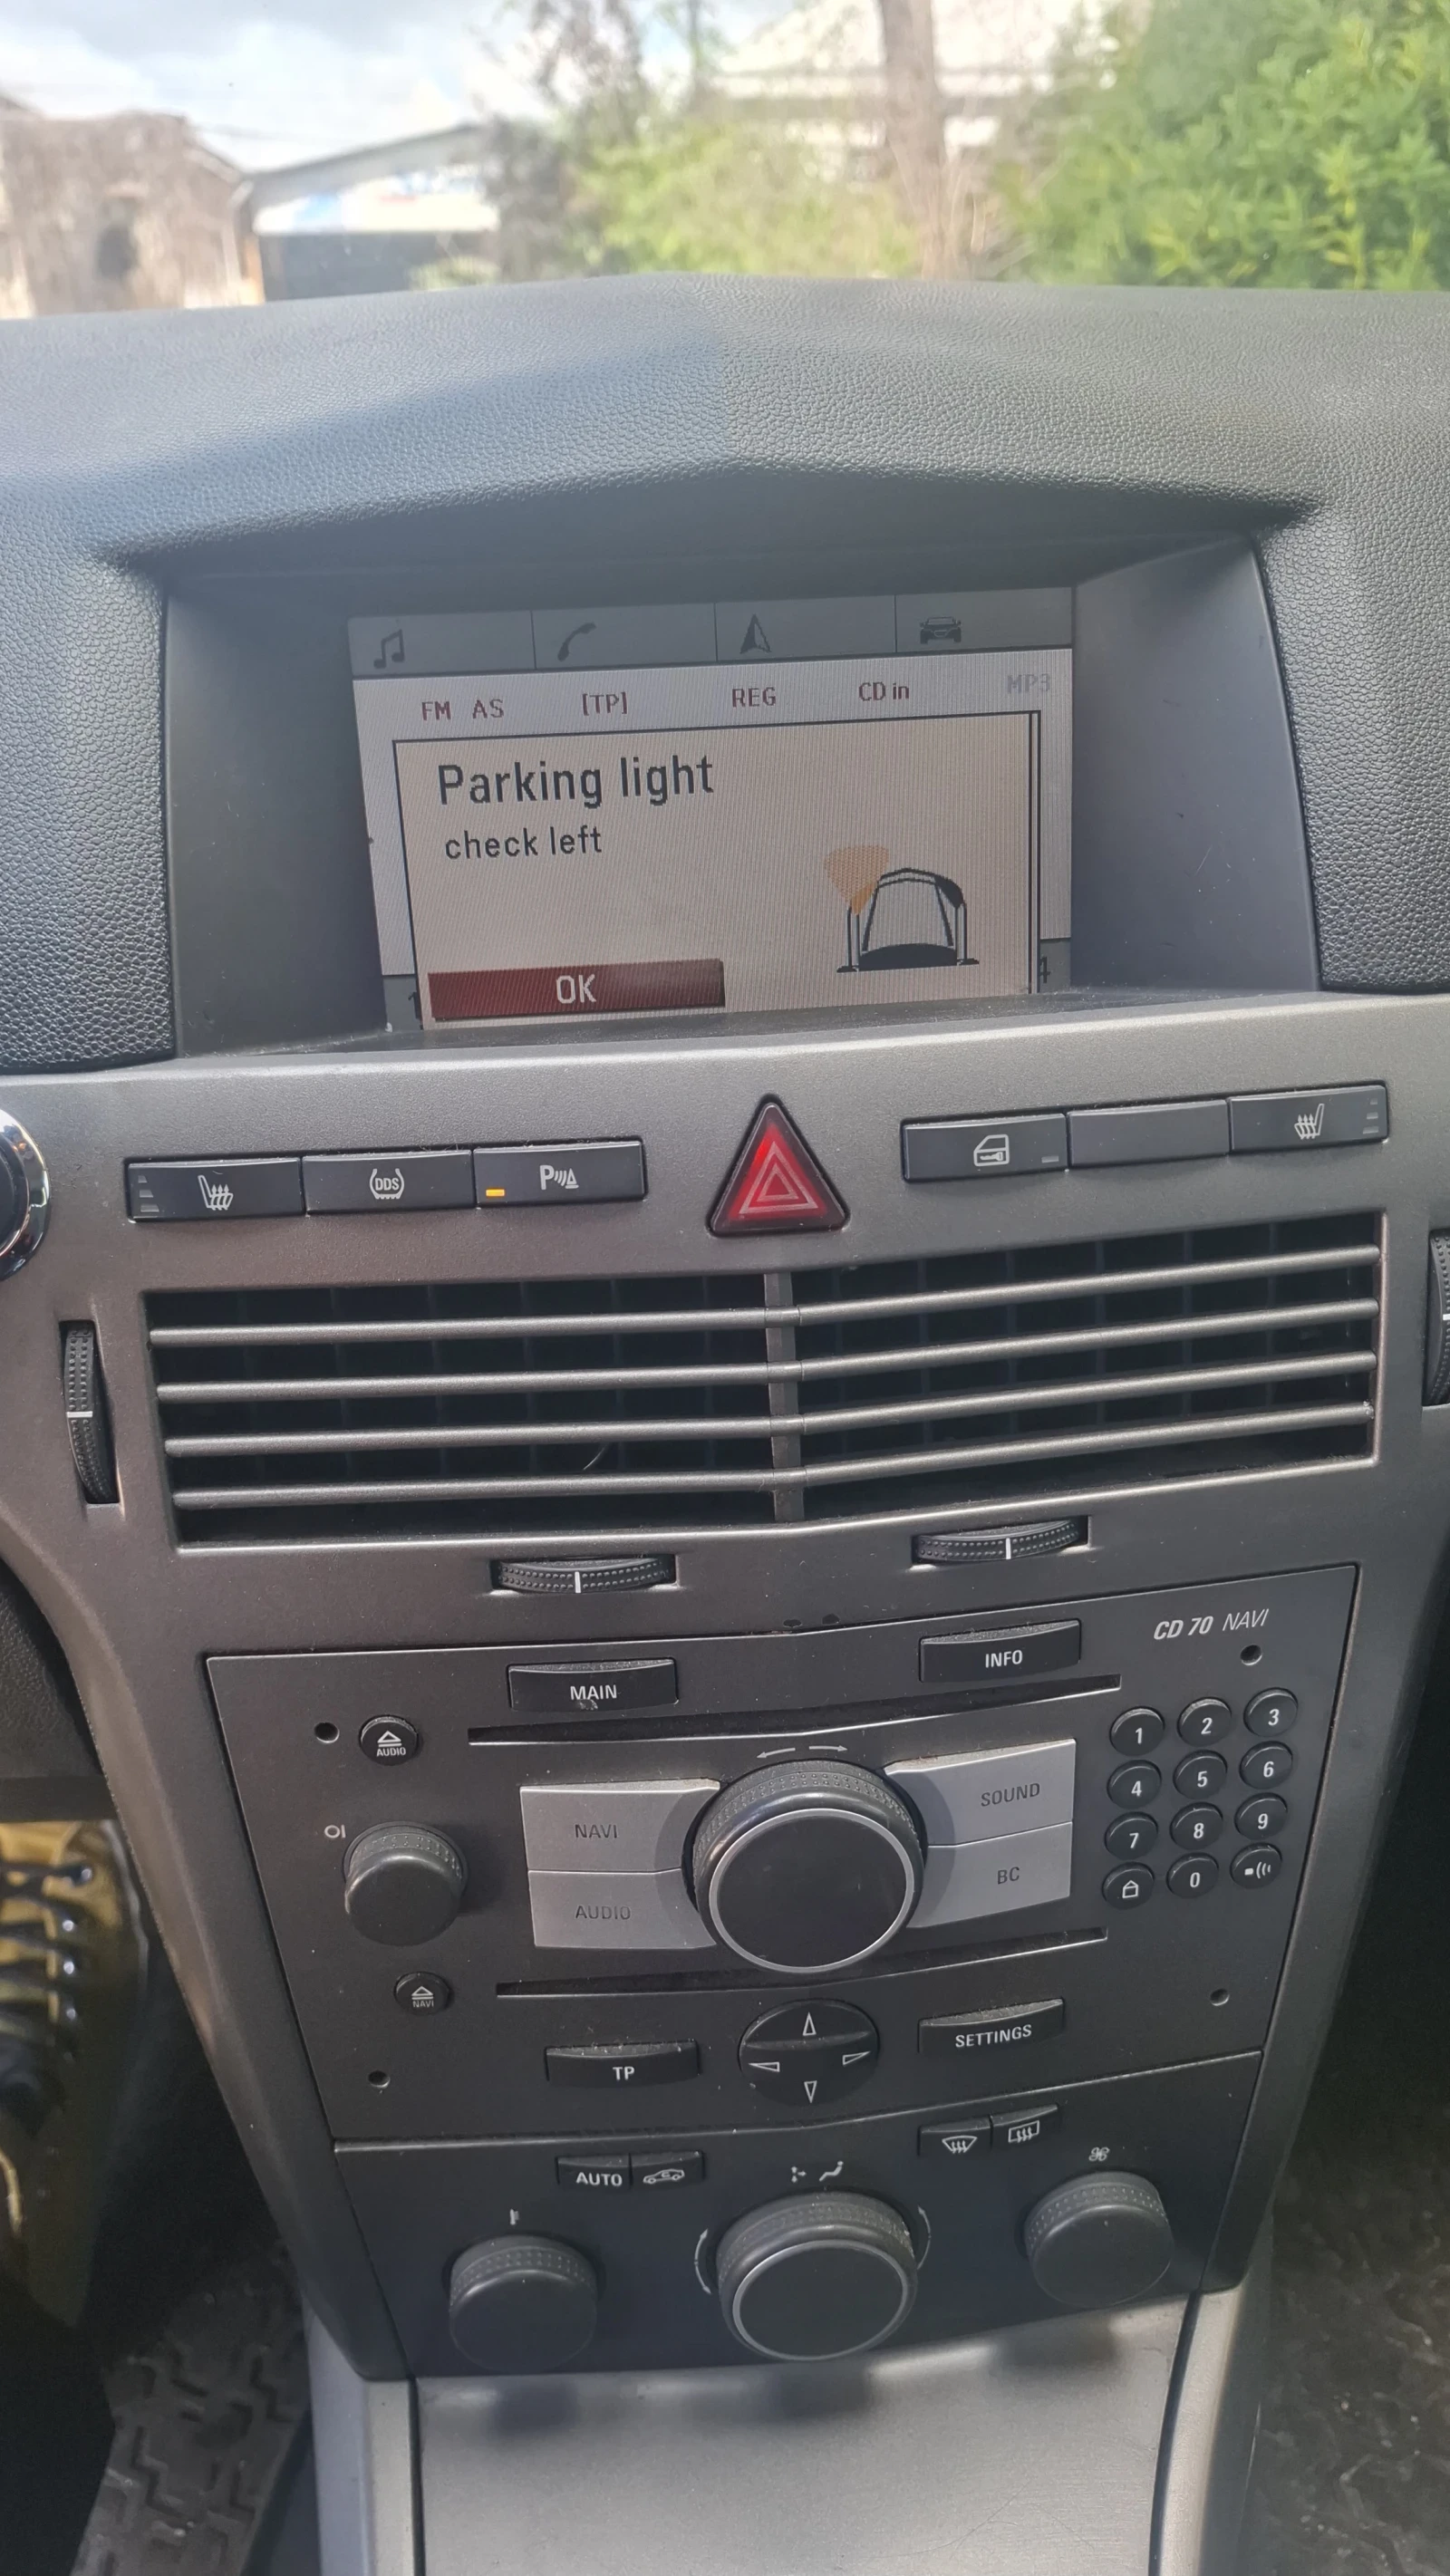 FM AS [TP] REG CD in MP3
Parking light
check left
OK
4
DDS
P
CD 70 NAVI
INFO
MAIN
AUDIO
1 2 3
SOUND
4 5 6
NAVI
7 8 9
BC
0
AUDIO
NAVI
SETTINGS
TP
AUTO